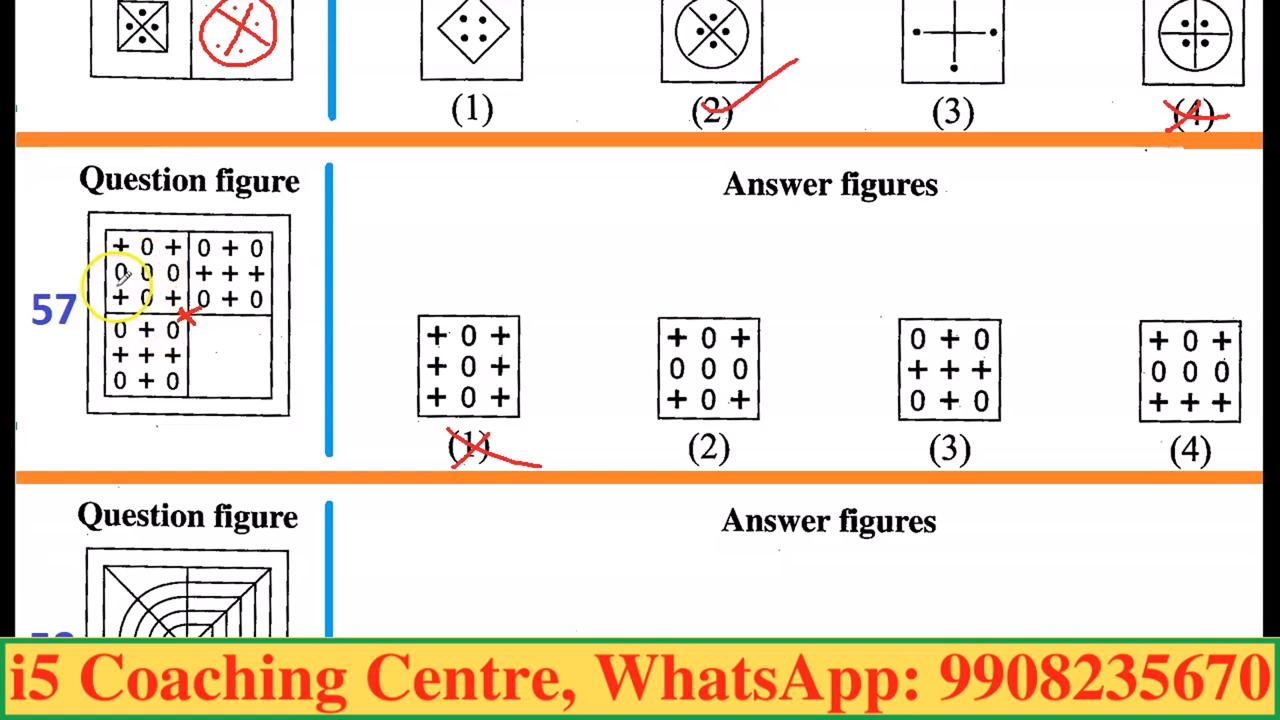 (1) (2) (3) (4)
Question figure
Answer figures
57
+ 0 + 0 + 0
0 0 0 + + +
+ 0 + 0 + 0
0 + 0
+ + +
0 + 0
+ 0 + + 0 + 0 + 0 + 0 +
+ 0 + 0 0 0 + + + 0 0 0
+ 0 + + 0 + 0 + 0 + + +
(1) (2) (3) (4)
Question figure
Answer figures
i5 Coaching Centre, WhatsApp: 9908235670